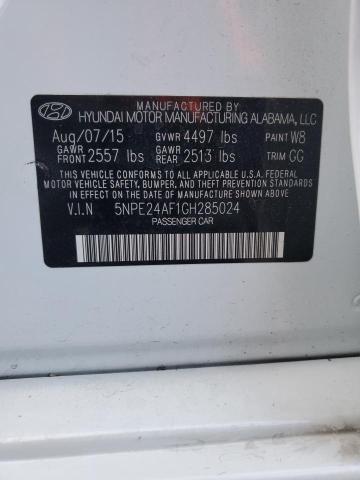 MANUFACTURED BY
HYUNDAI MOTOR MANUFACTURING ALABAMA, LLC
Aug/07/15 GVWR 4497 lbs PAINT W8
GAWR FRONT 2557 lbs GAWR REAR 2513 lbs TRIM GG
THIS VEHICLE CONFORMS TO ALL APPLICABLE U.S. FEDERAL MOTOR
VEHICLE SAFETY, BUMPER, AND THEFT PREVENTION STANDARDS
IN EFFECT ON THE DATE OF MANUFACTURE SHOWN ABOVE.
V.I.N 5NPE24AF1GH285024
PASSENGER CAR